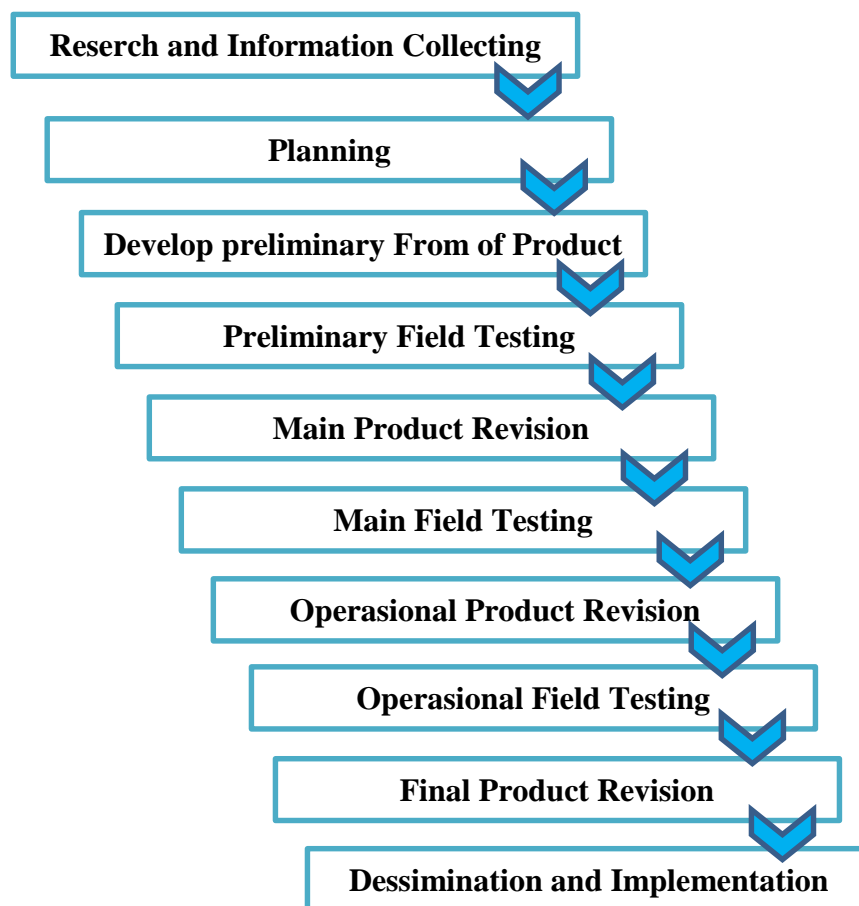 Reserch and Information Collecting
Planning
Develop preliminary From of Product
Preliminary Field Testing
Main Product Revision
Main Field Testing
Operasional Product Revision
Operasional Field Testing
Final Product Revision
Dessimination and Implementation